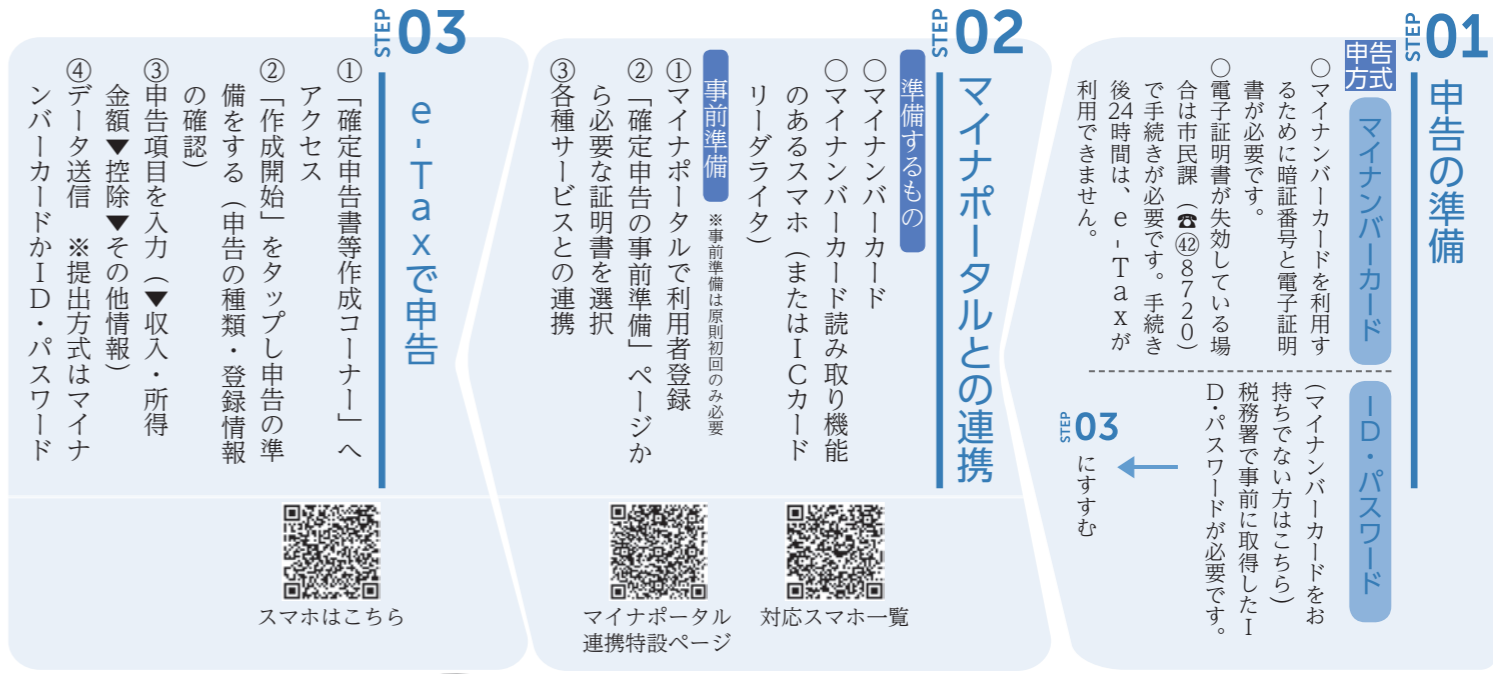 STEP 01
申告の準備
申告
方式
マイナンバーカード
○マイナンバーカードを利用す
るために暗証番号と電子証明
書が必要です。
○電子証明書が失効している場
合は市民課(☎㊷8720)
で手続きが必要です。手続き
後24時間は、e-Taxが
利用できません。
ID・パスワード
(マイナンバーカードをお
持ちでない方はこちら)
税務署で事前に取得したI
D・パスワードが必要です。
STEP 03 にすすむ
STEP 02
マイナポータルとの連携
準備するもの
○マイナンバーカード
○マイナンバーカード読み取り機能
のあるスマホ(またはICカード
リーダライタ)
事前準備 ※事前準備は原則初回のみ必要
①マイナポータルで利用者登録
②「確定申告の事前準備」ページか
ら必要な証明書を選択
③各種サービスとの連携
対応スマホ一覧
マイナポータル
連携特設ページ
STEP 03
e-Taxで申告
①「確定申告書等作成コーナー」へ
アクセス
②「作成開始」をタップし申告の準
備をする(申告の種類・登録情報
の確認)
③申告項目を入力(▼収入・所得
金額▼控除▼その他情報)
④データ送信 ※提出方式はマイナ
ンバーカードかID・パスワード
スマホはこちら